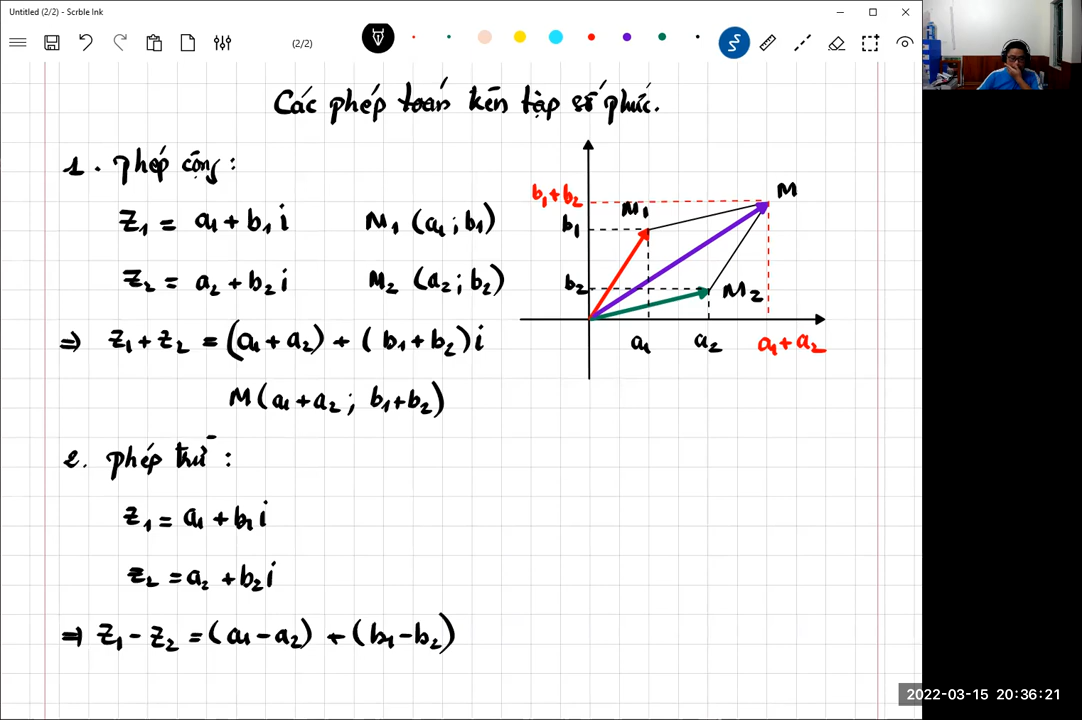 Untitled (2/2) - Scrble Ink
(2/2)
Các phép toán trên tập số phức.
1. phép cộng:
z₁ = a₁ + b₁i M₁ (a₁; b₁)
z₂ = a₂ + b₂i M₂ (a₂; b₂)
⇒ z₁ + z₂ = (a₁ + a₂) + (b₁ + b₂)i
M(a₁+a₂; b₁+b₂)
b₁+b₂
M
M₁
b₁
b₂
M₂
a₁ a₂ a₁+a₂
2. phép trừ:
z₁ = a₁ + b₁i
z₂ = a₂ + b₂i
⇒ z₁ - z₂ = (a₁ - a₂) + (b₁ - b₂)
2022-03-15 20:36:21